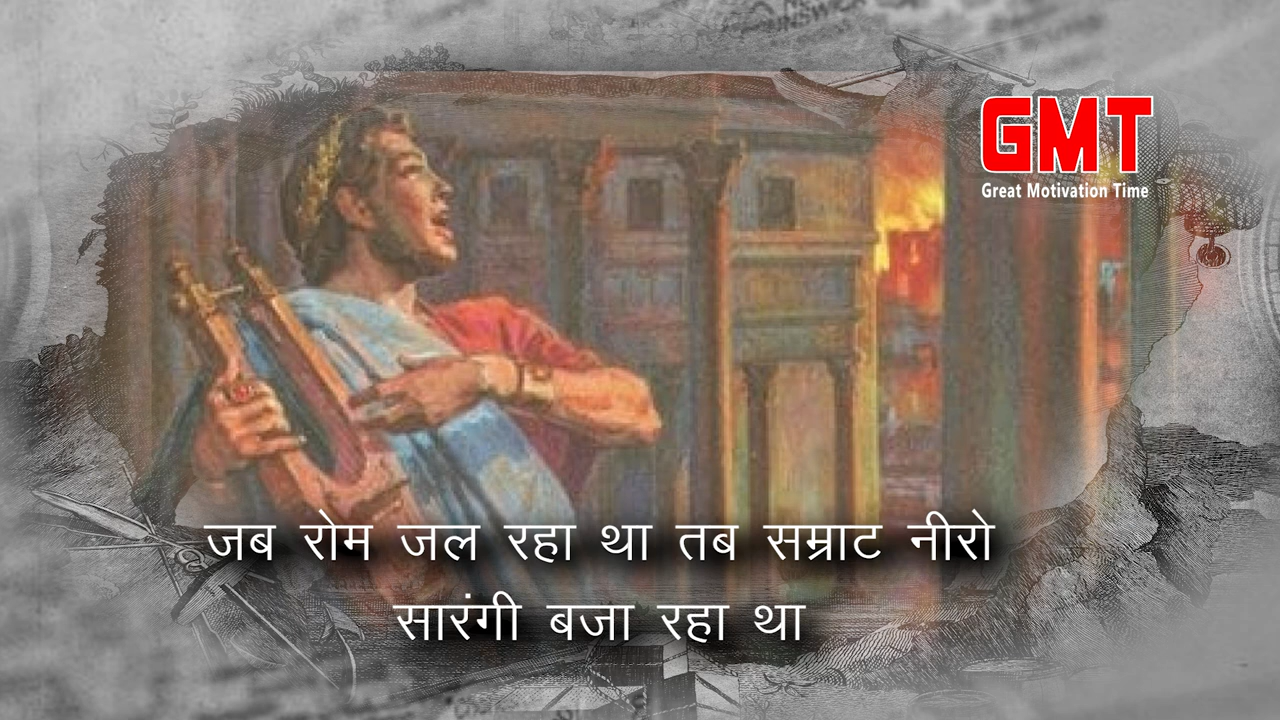 GMT
Great Motivation Time
जब रोम जल रहा था तब सम्राट नीरो
सारंगी बजा रहा था